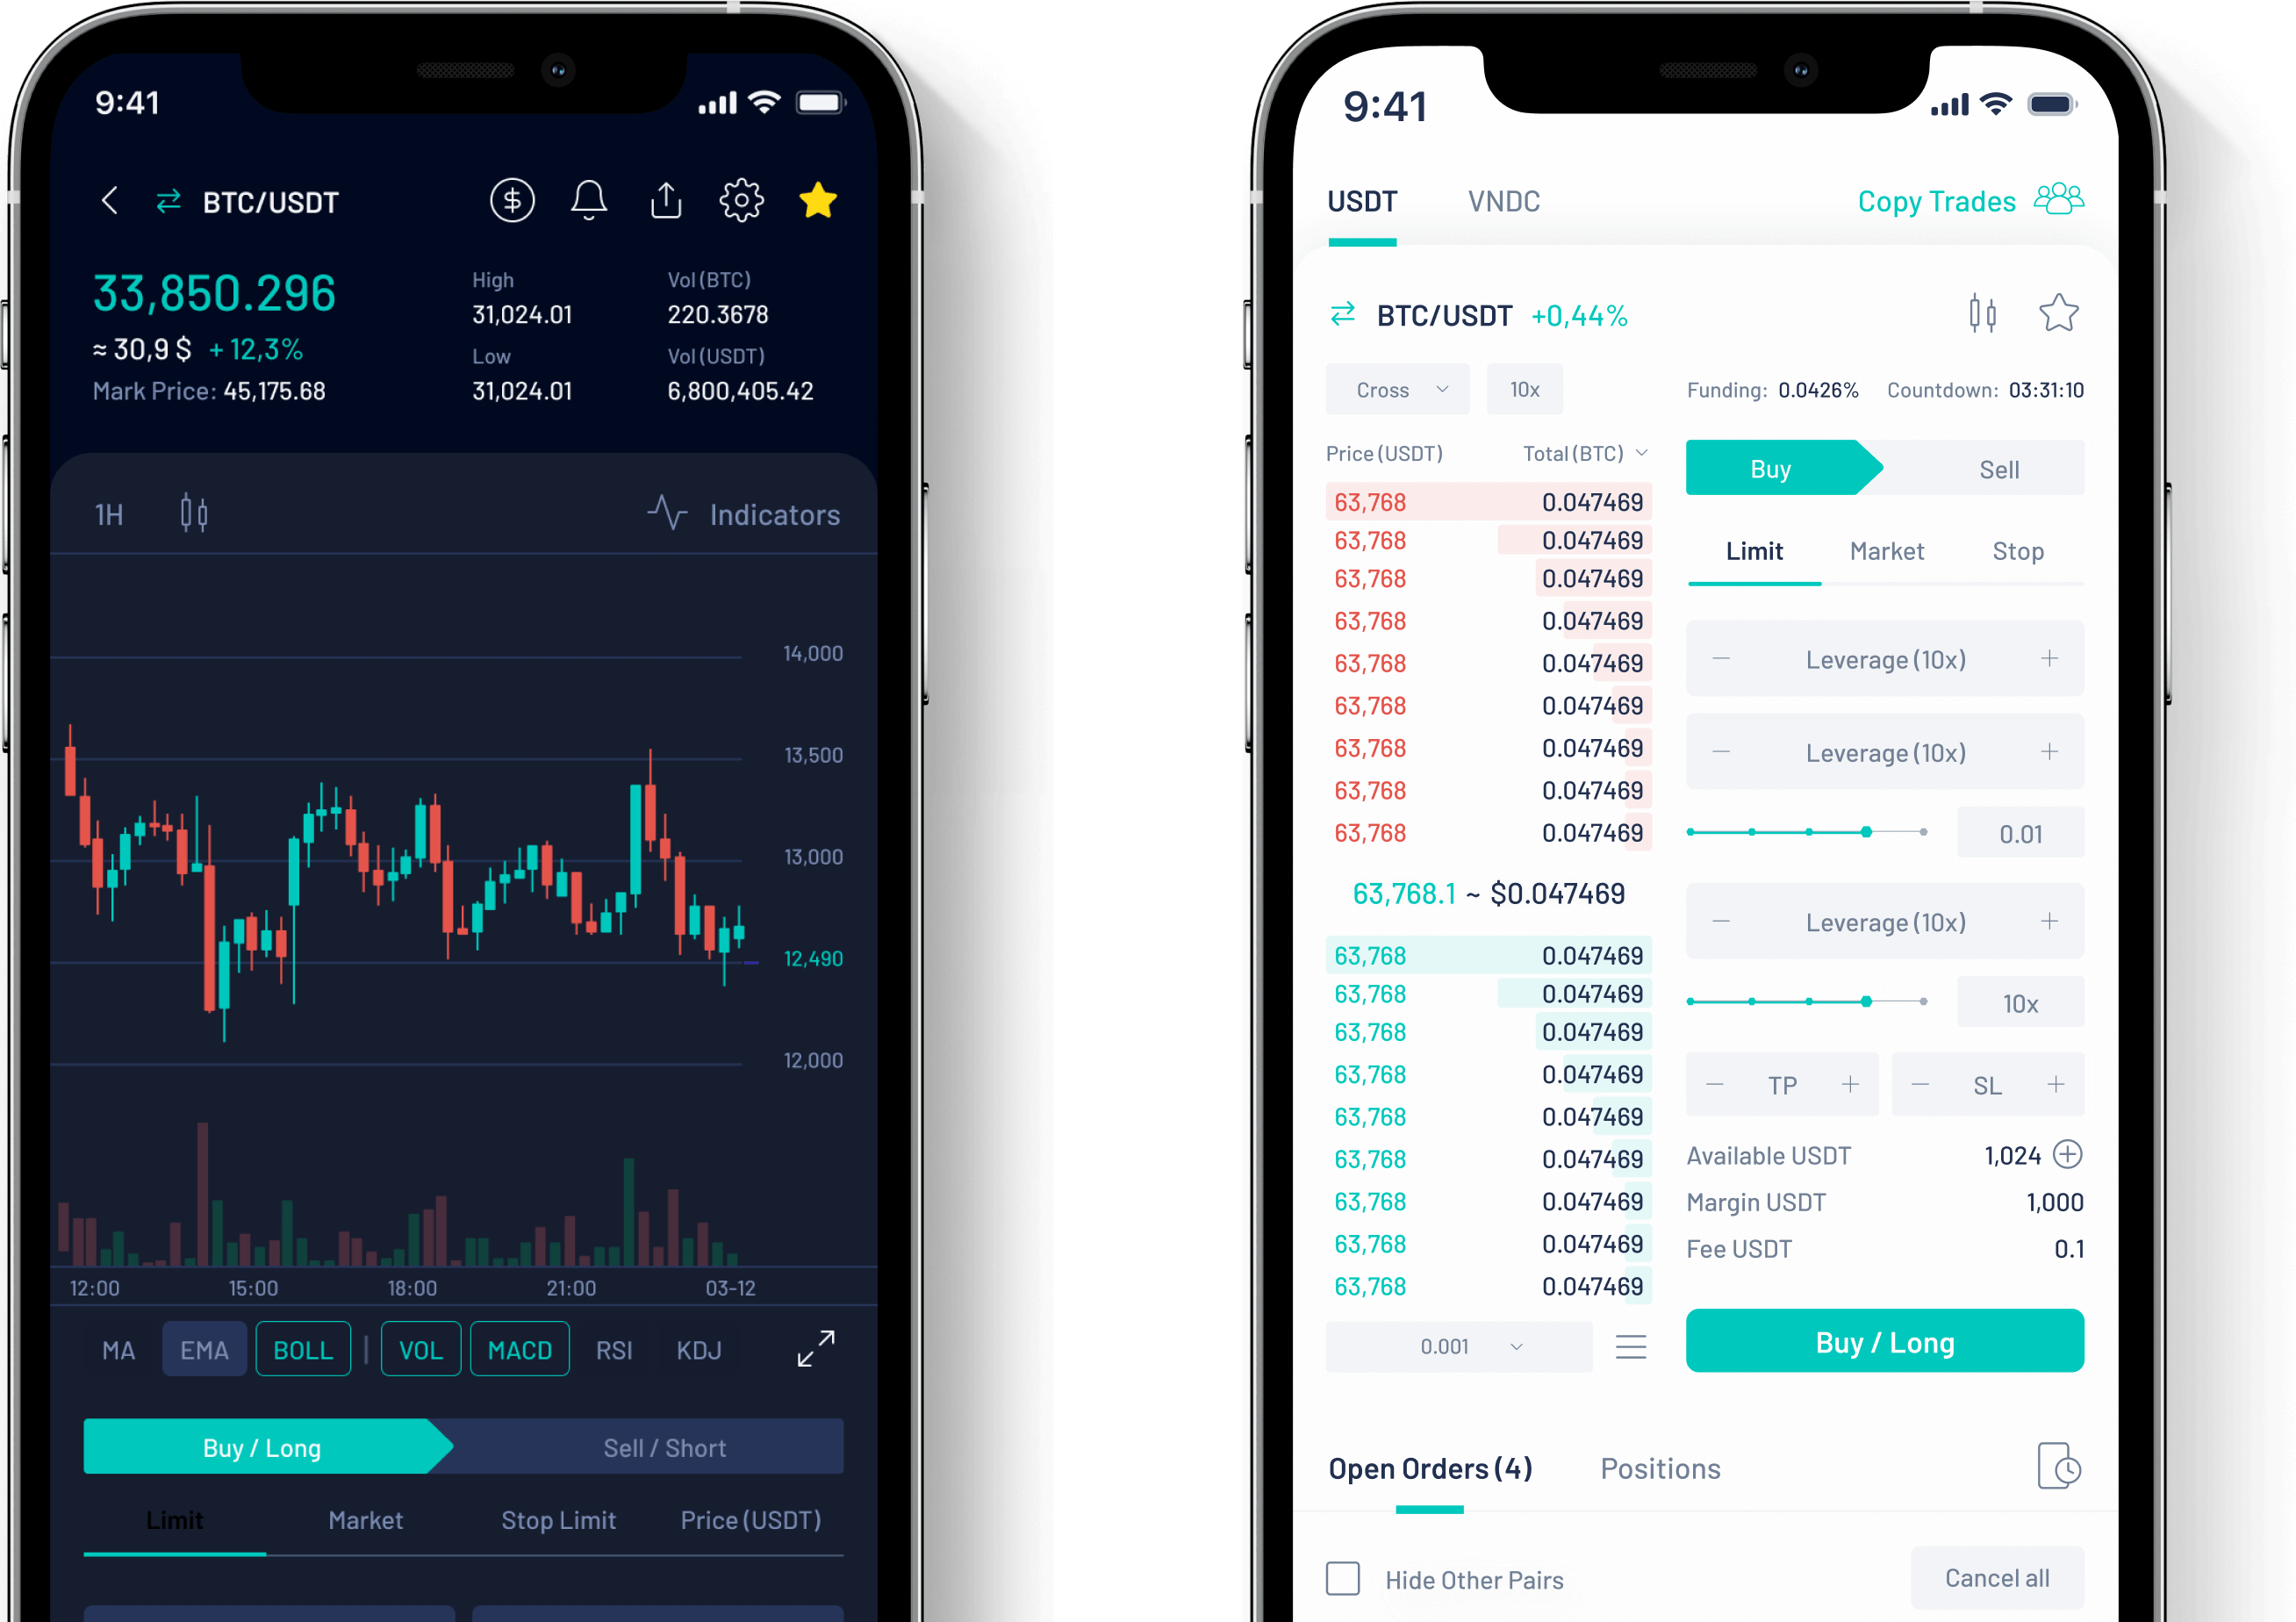 9:41
BTC/USDT
33,850.296
≈ 30,9 $ + 12,3%
Mark Price: 45,175.68
High
31,024.01
Low
31,024.01
Vol (BTC)
220.3678
Vol (USDT)
6,800,405.42
1H
Indicators
14,000
13,500
13,000
12,490
12,000
12:00 15:00 18:00 21:00 03-12
MA EMA BOLL | VOL MACD RSI KDJ
Buy / Long Sell / Short
Limit Market Stop Limit Price (USDT)
9:41
USDT VNDC Copy Trades
BTC/USDT +0,44%
Cross 10x
Funding: 0.0426% Countdown: 03:31:10
Price (USDT) Total (BTC)
63,768 0.047469
63,768 0.047469
63,768 0.047469
63,768 0.047469
63,768 0.047469
63,768 0.047469
63,768 0.047469
63,768 0.047469
63,768 0.047469
63,768.1 ~ $0.047469
63,768 0.047469
63,768 0.047469
63,768 0.047469
63,768 0.047469
63,768 0.047469
63,768 0.047469
63,768 0.047469
63,768 0.047469
63,768 0.047469
0.001
Buy Sell
Limit Market Stop
− Leverage (10x) +
− Leverage (10x) +
0.01
− Leverage (10x) +
10x
− TP + − SL +
Available USDT 1,024
Margin USDT 1,000
Fee USDT 0.1
Buy / Long
Open Orders (4) Positions
Hide Other Pairs Cancel all